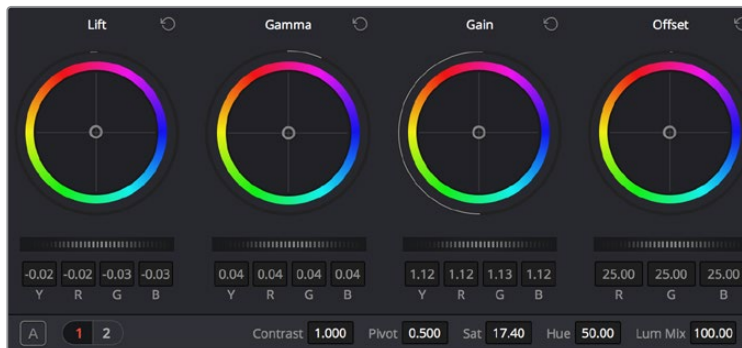 Lift Gamma Gain Offset
-0.02 -0.02 -0.03 -0.03 0.04 0.04 0.04 0.04 1.12 1.12 1.13 1.12 25.00 25.00 25.00
Y R G B Y R G B Y R G B R G B
A 1 2 Contrast 1.000 Pivot 0.500 Sat 17.40 Hue 50.00 Lum Mix 100.00